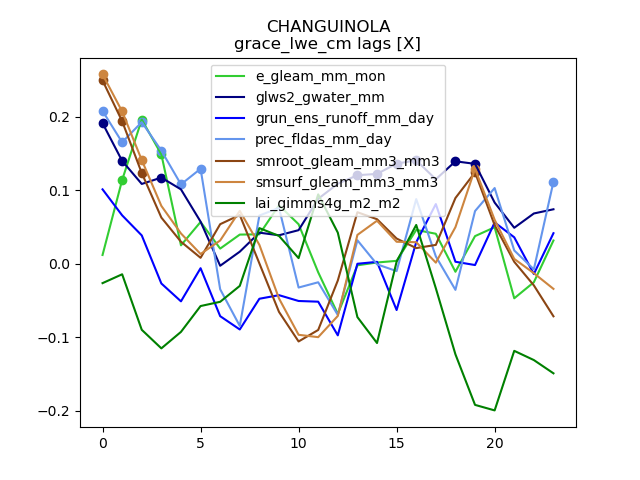 CHANGUINOLA
grace_lwe_cm lags [X]
e_gleam_mm_mon
glws2_gwater_mm
grun_ens_runoff_mm_day
prec_fldas_mm_day
smroot_gleam_mm3_mm3
smsurf_gleam_mm3_mm3
lai_gimms4g_m2_m2
0.2
0.1
0.0
−0.1
−0.2
0 5 10 15 20